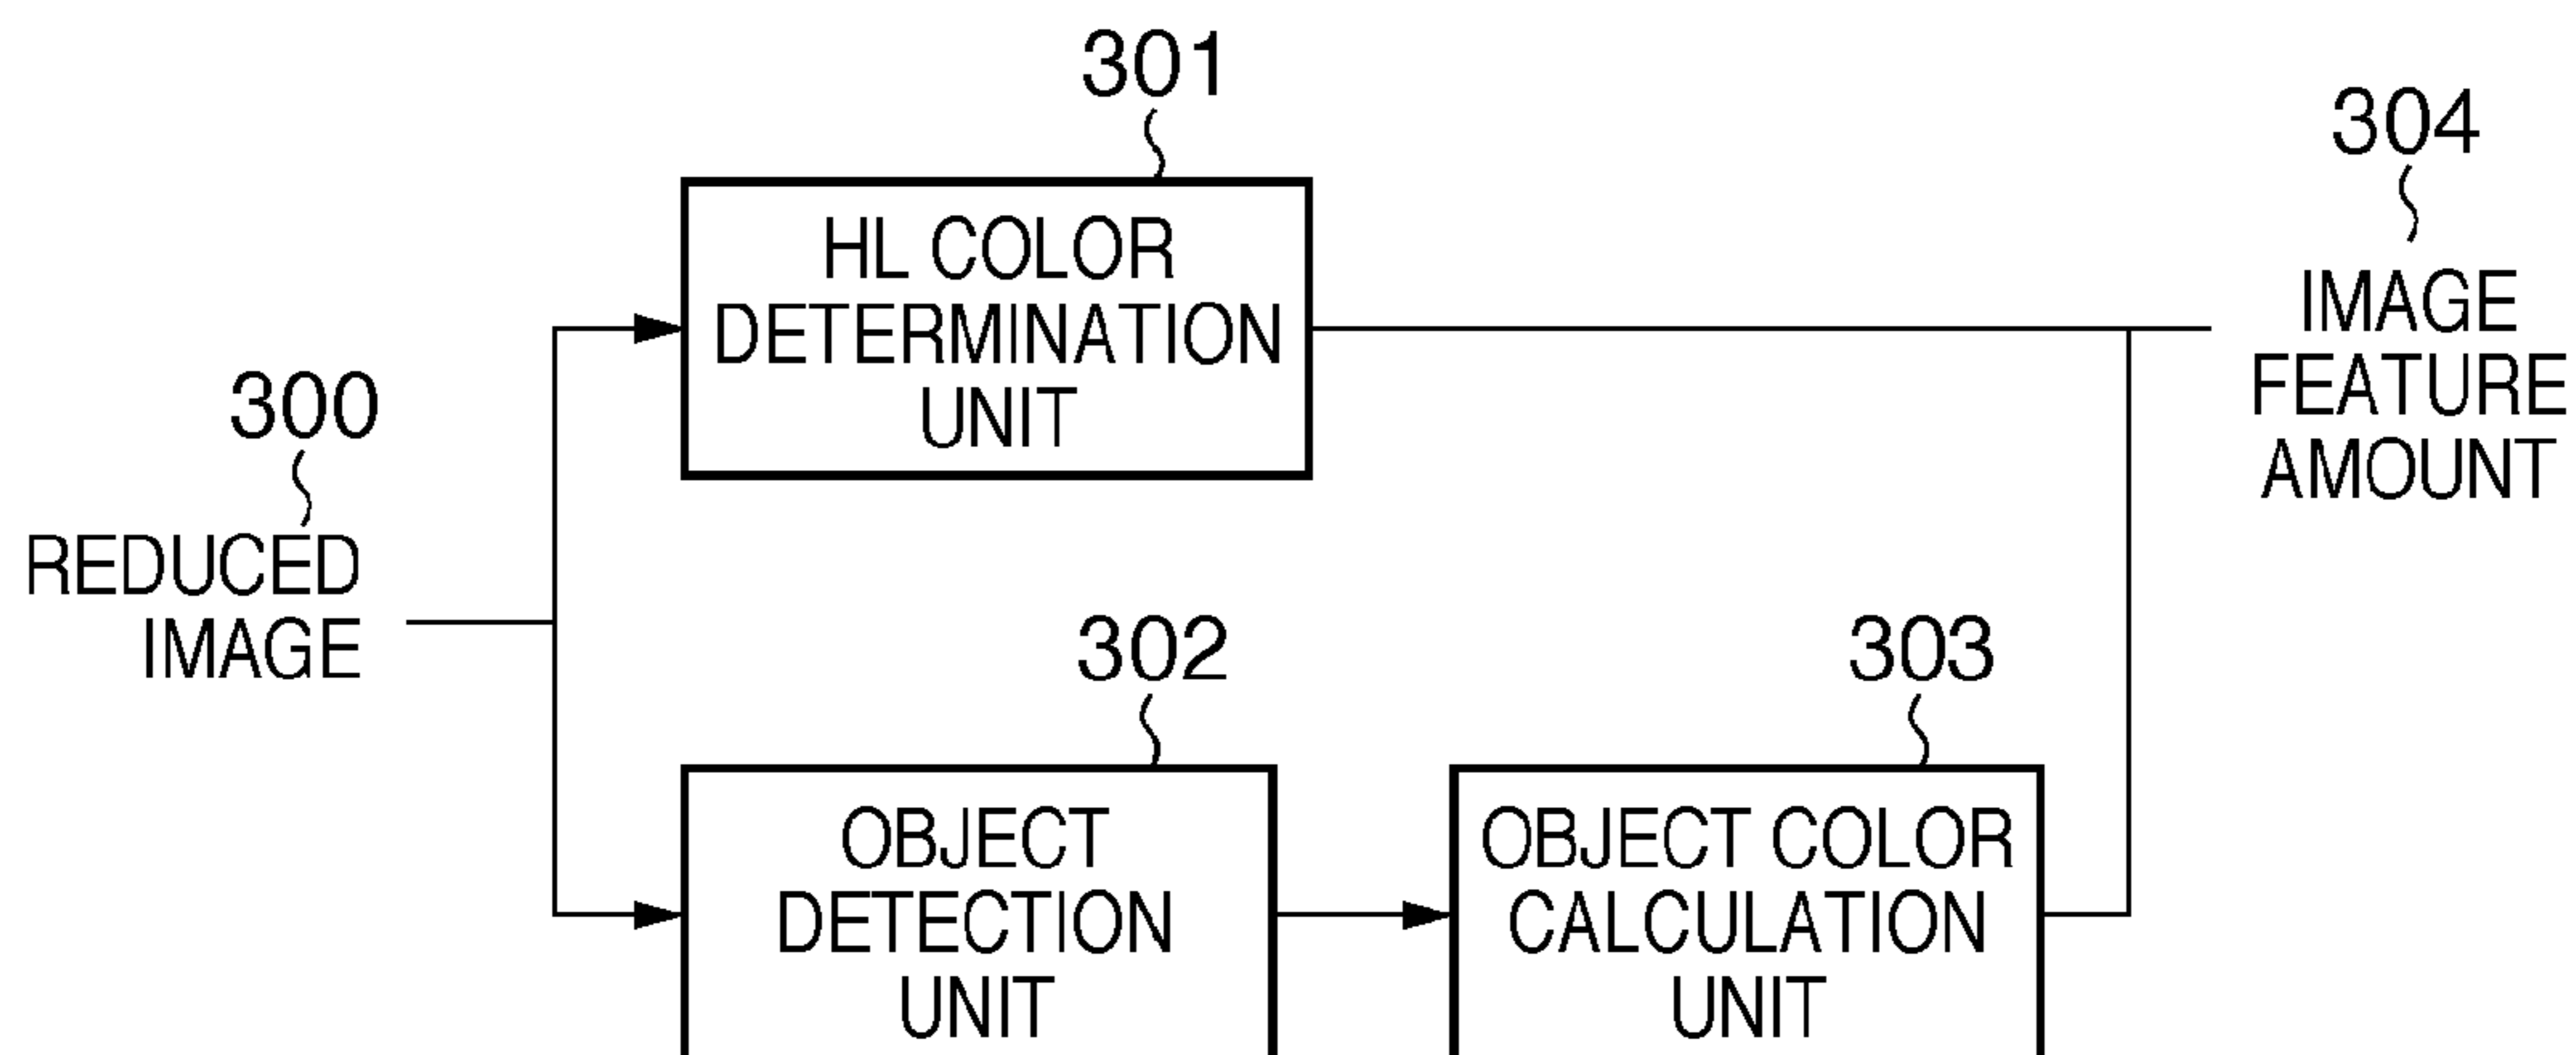 301
HL COLOR
DETERMINATION
UNIT
304
IMAGE
FEATURE
AMOUNT
300
REDUCED
IMAGE
302
OBJECT
DETECTION
UNIT
303
OBJECT COLOR
CALCULATION
UNIT